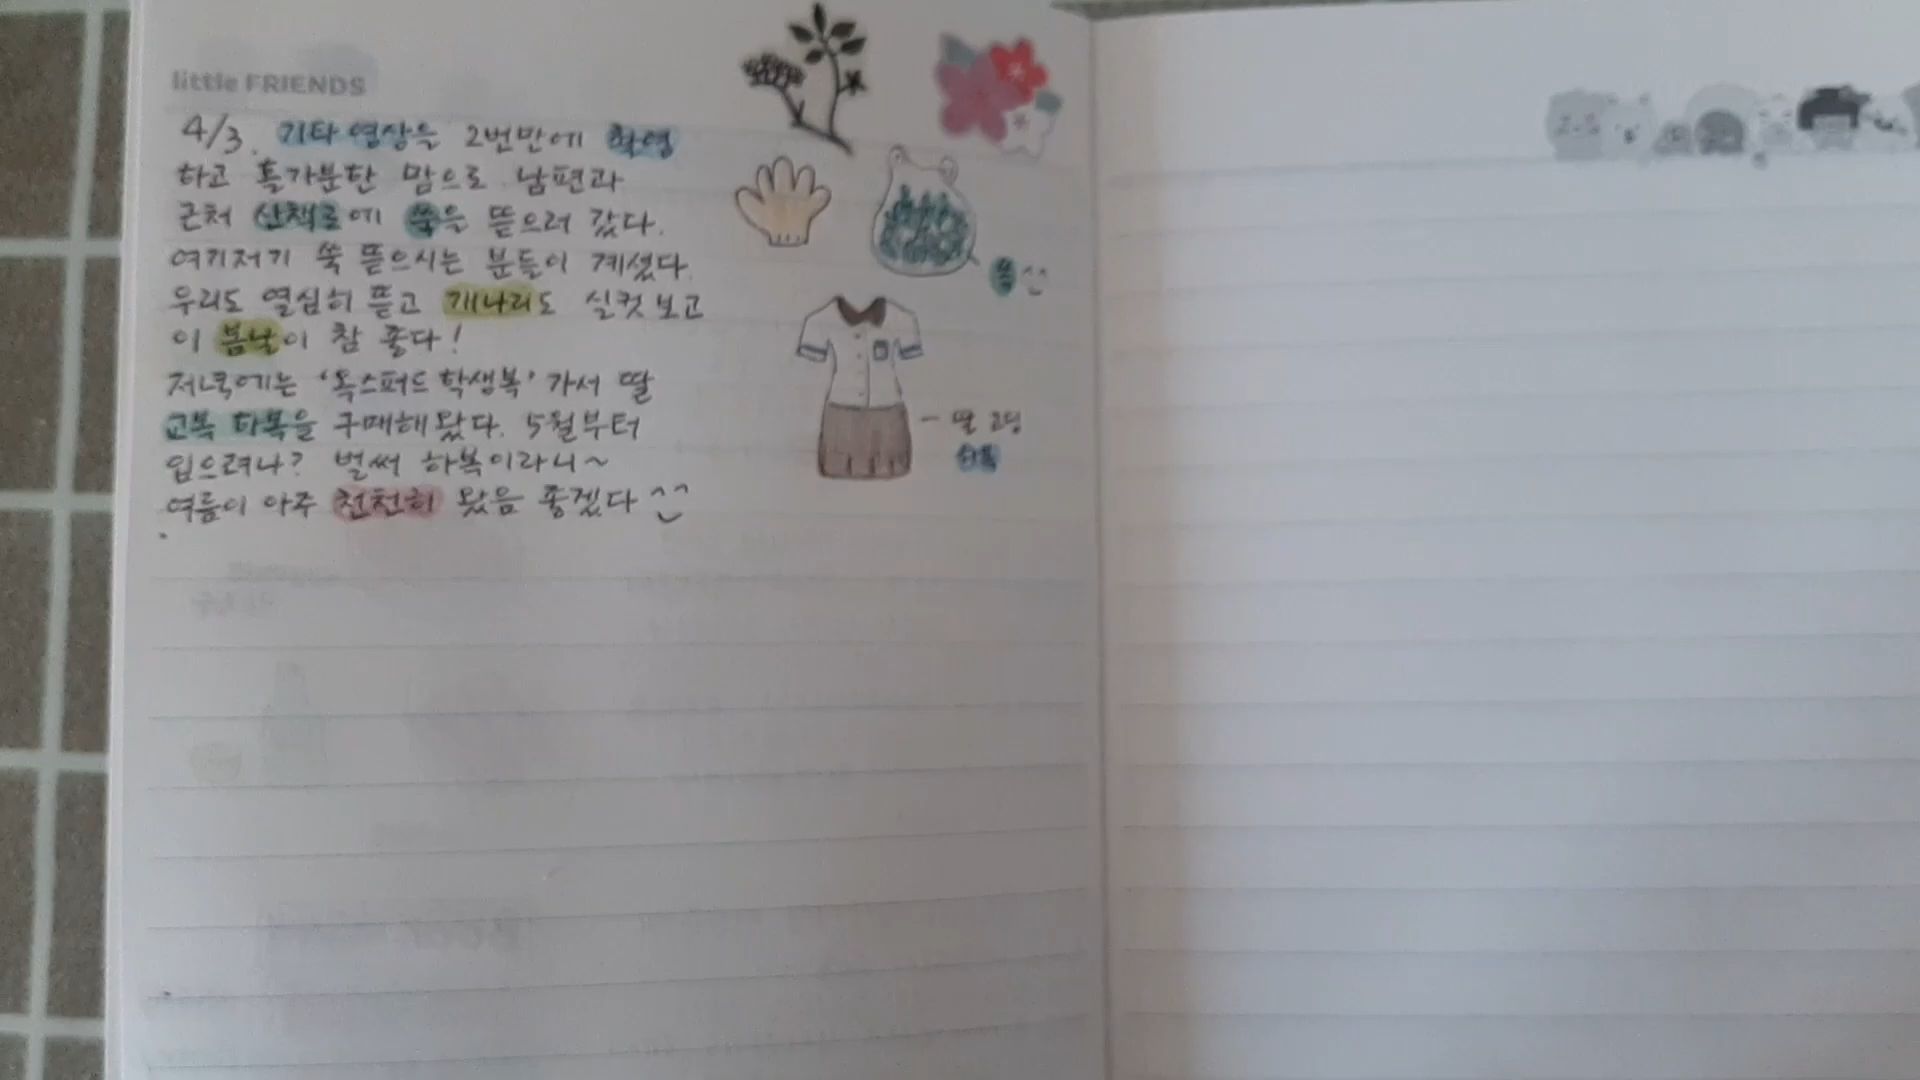 little FRIENDS
4/3. 기타 영상을 2번만에 촬영
하고 홀가분한 맘으로 남편과
근처 산책로에 쑥을 뜯으러 갔다.
여기저기 쑥 뜯으시는 분들이 계셨다.
우리도 열심히 뜯고 개나리도 실컷 보고
이 봄날이 참 좋다!
저녁에는 '옥스퍼드 학생복' 가서 딸
교복 하복을 구매해 왔다. 5월부터
입으려나? 벌써 하복이라니~
여름이 아주 천천히 왔음 좋겠다 ^^
쑥^^
- 딸 고딩
하복